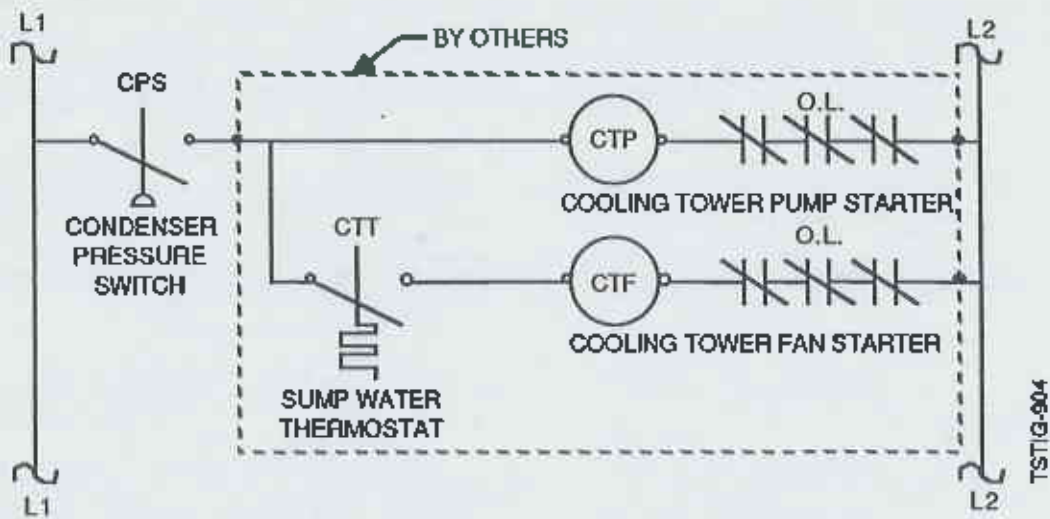 L1
L2
BY OTHERS
CPS
O.L.
CTP
CONDENSER
PRESSURE
SWITCH
COOLING TOWER PUMP STARTER
CTT
O.L.
CTF
COOLING TOWER FAN STARTER
SUMP WATER
THERMOSTAT
TSTIG-904
L1
L2